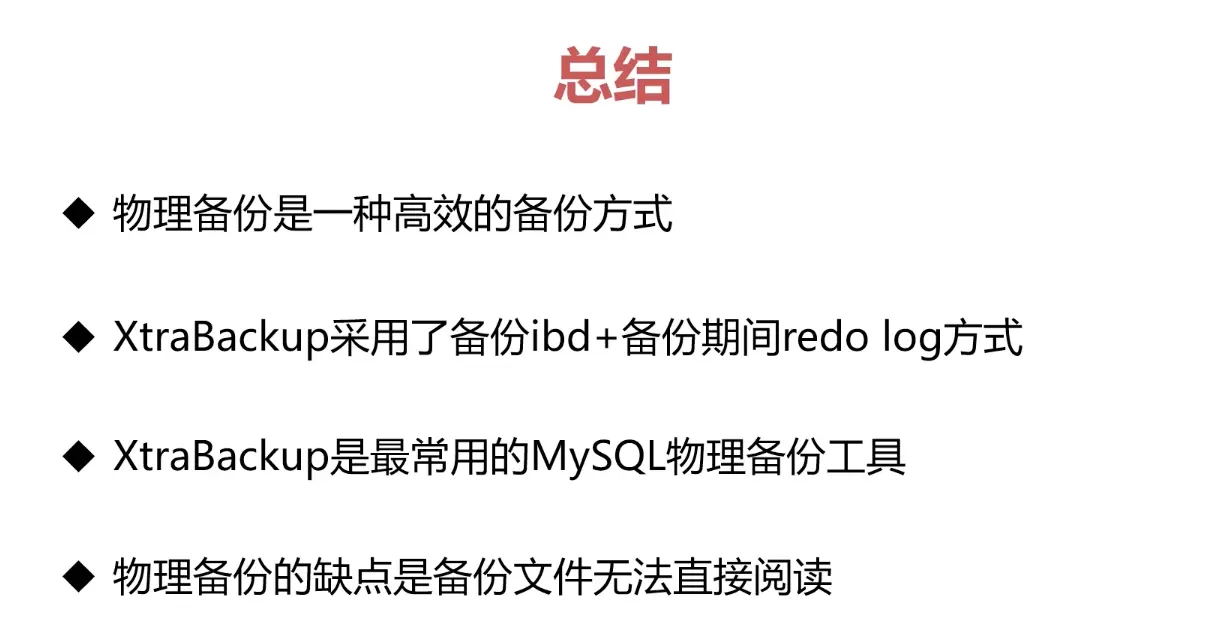 总结
◆ 物理备份是一种高效的备份方式
◆ XtraBackup采用了备份ibd+备份期间redo log方式
◆ XtraBackup是最常用的MySQL物理备份工具
◆ 物理备份的缺点是备份文件无法直接阅读